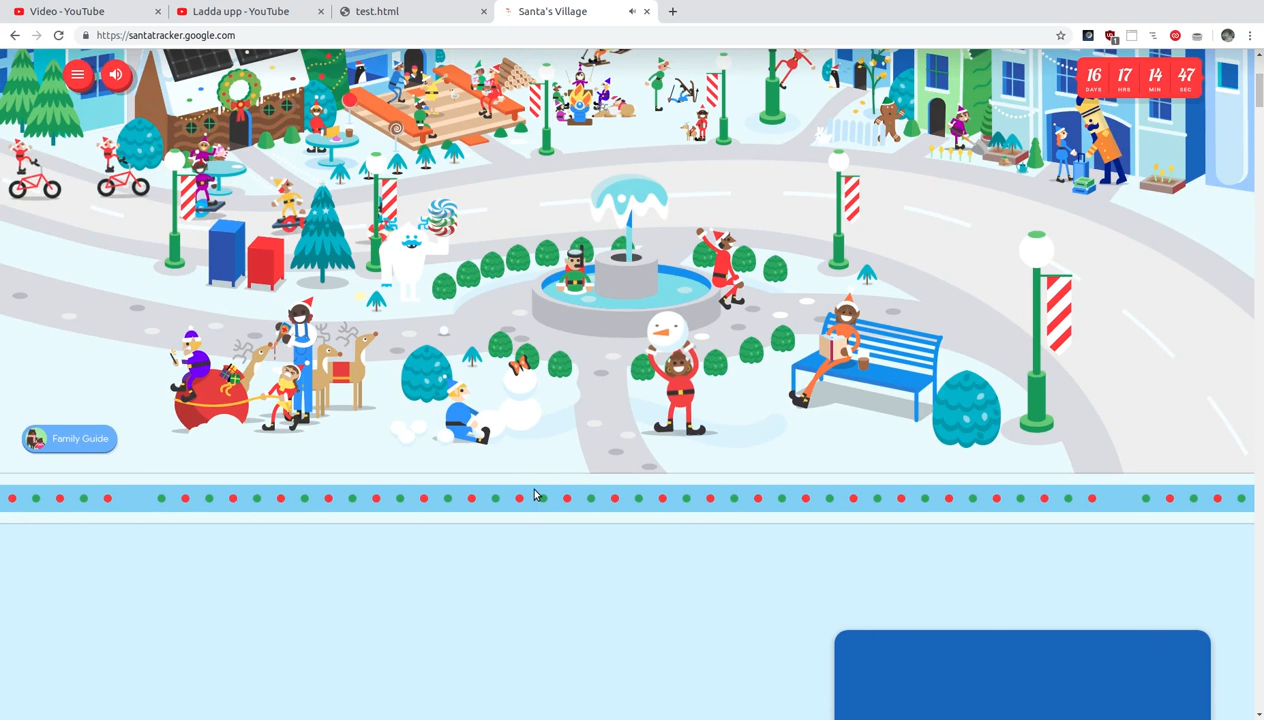 Video - YouTube
Ladda upp - YouTube
test.html
Santa's Village
https://santatracker.google.com
1
16 17 14 47
DAYS HRS MIN SEC
Family Guide